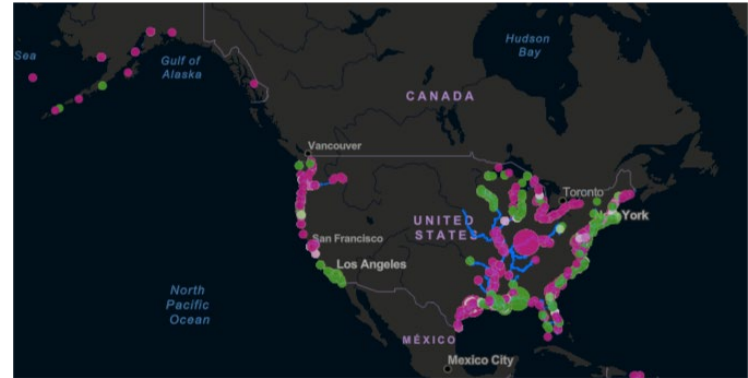 Sea
Gulf of
Alaska
Hudson
Bay
CANADA
Vancouver
Toronto
York
UNITED
STATES
San Francisco
Los Angeles
North
Pacific
Ocean
MÉXICO
Mexico City